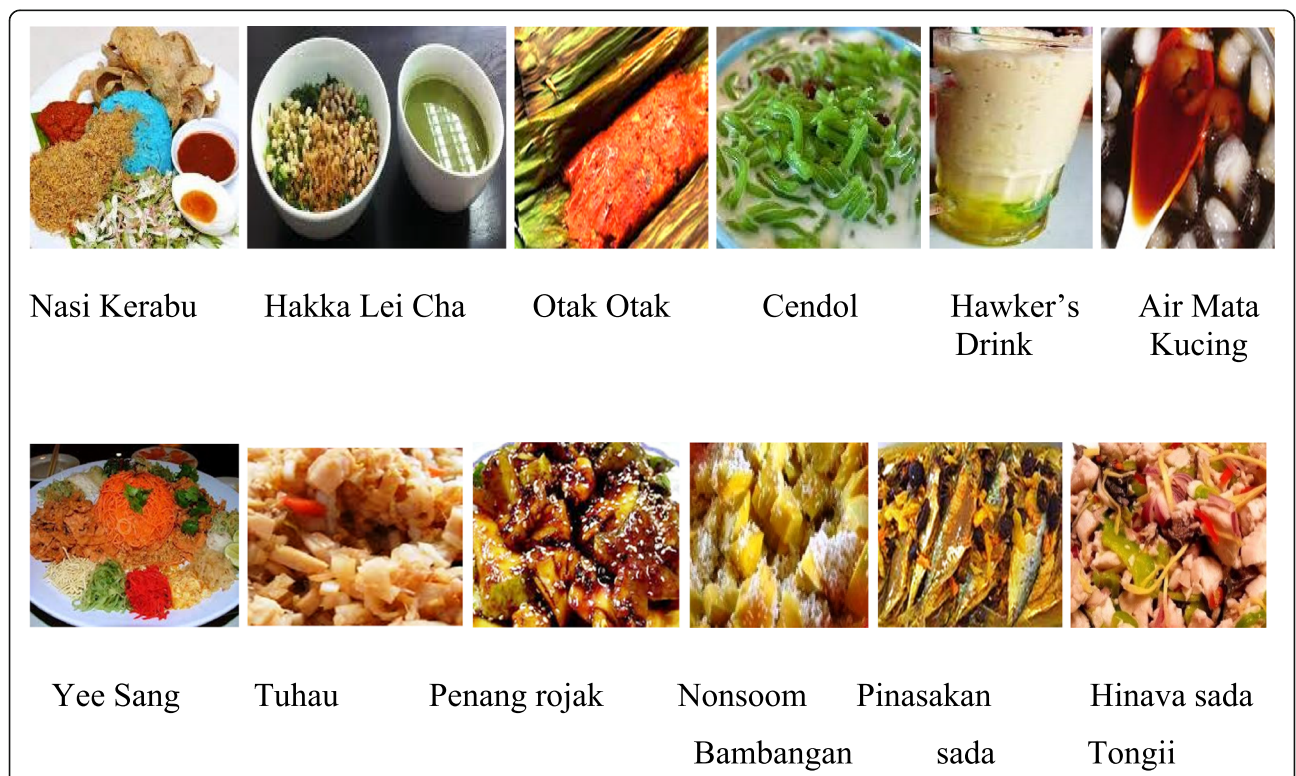 Nasi Kerabu Hakka Lei Cha Otak Otak Cendol Hawker’s Air Mata
Drink Kucing
Yee Sang Tuhau Penang rojak Nonsoom Pinasakan Hinava sada
Bambangan sada Tongii